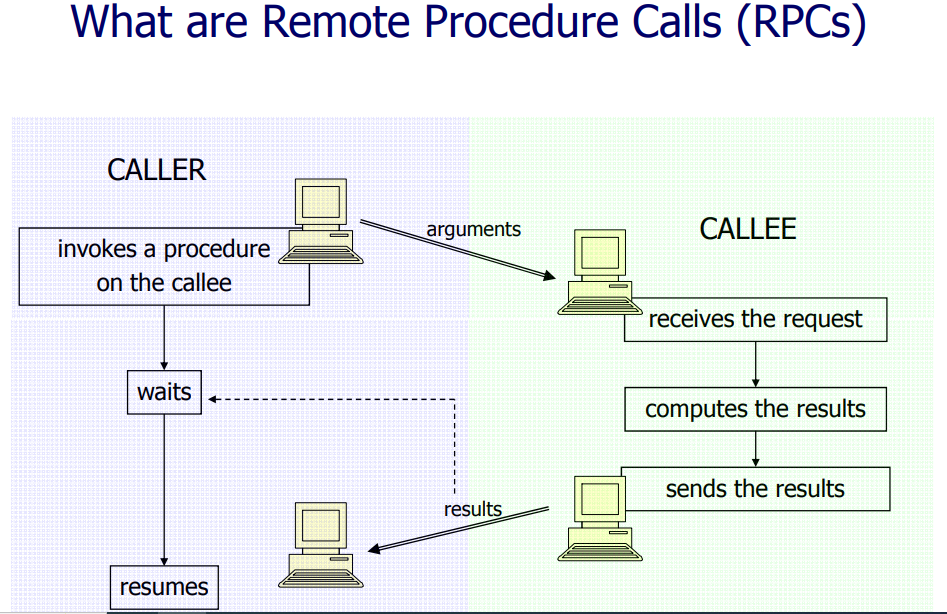 What are Remote Procedure Calls (RPCs)
CALLER
invokes a procedure
on the callee
waits
resumes
arguments
results
CALLEE
receives the request
computes the results
sends the results